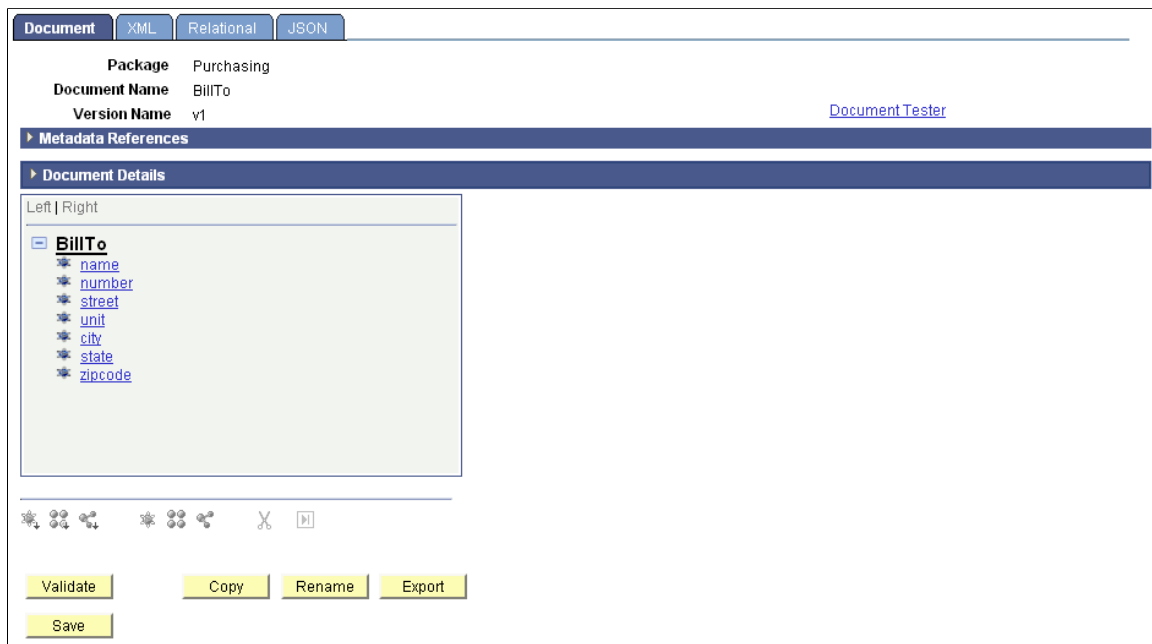 Document XML Relational JSON
Package Purchasing
Document Name BillTo
Version Name v1 Document Tester
Metadata References
Document Details
Left | Right
BillTo
name
number
street
unit
city
state
zipcode
Validate Copy Rename Export
Save